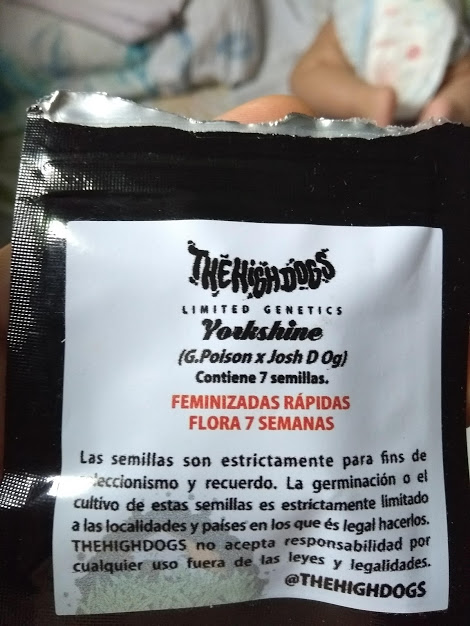 THEHIGHDOGS
LIMITED GENETICS
Yorkshine
(G.Poison x Josh D Og)
Contiene 7 semillas.
FEMINIZADAS RÁPIDAS
FLORA 7 SEMANAS
Las semillas son estrictamente para fins de
leccionismo y recuerdo. La germinación o el
cultivo de estas semillas es estrictamente limitado
a las localidades y países en los que és legal hacerlos.
THEHIGHDOGS no acepta responsabilidad por
cualquier uso fuera de las leyes y legalidades.
@THEHIGHDOGS